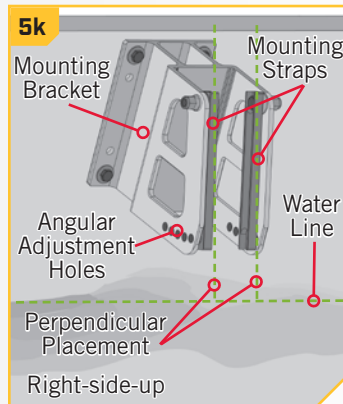 5k
Mounting
Bracket
Mounting
Straps
Angular
Adjustment
Holes
Water
Line
Perpendicular
Placement
Right-side-up